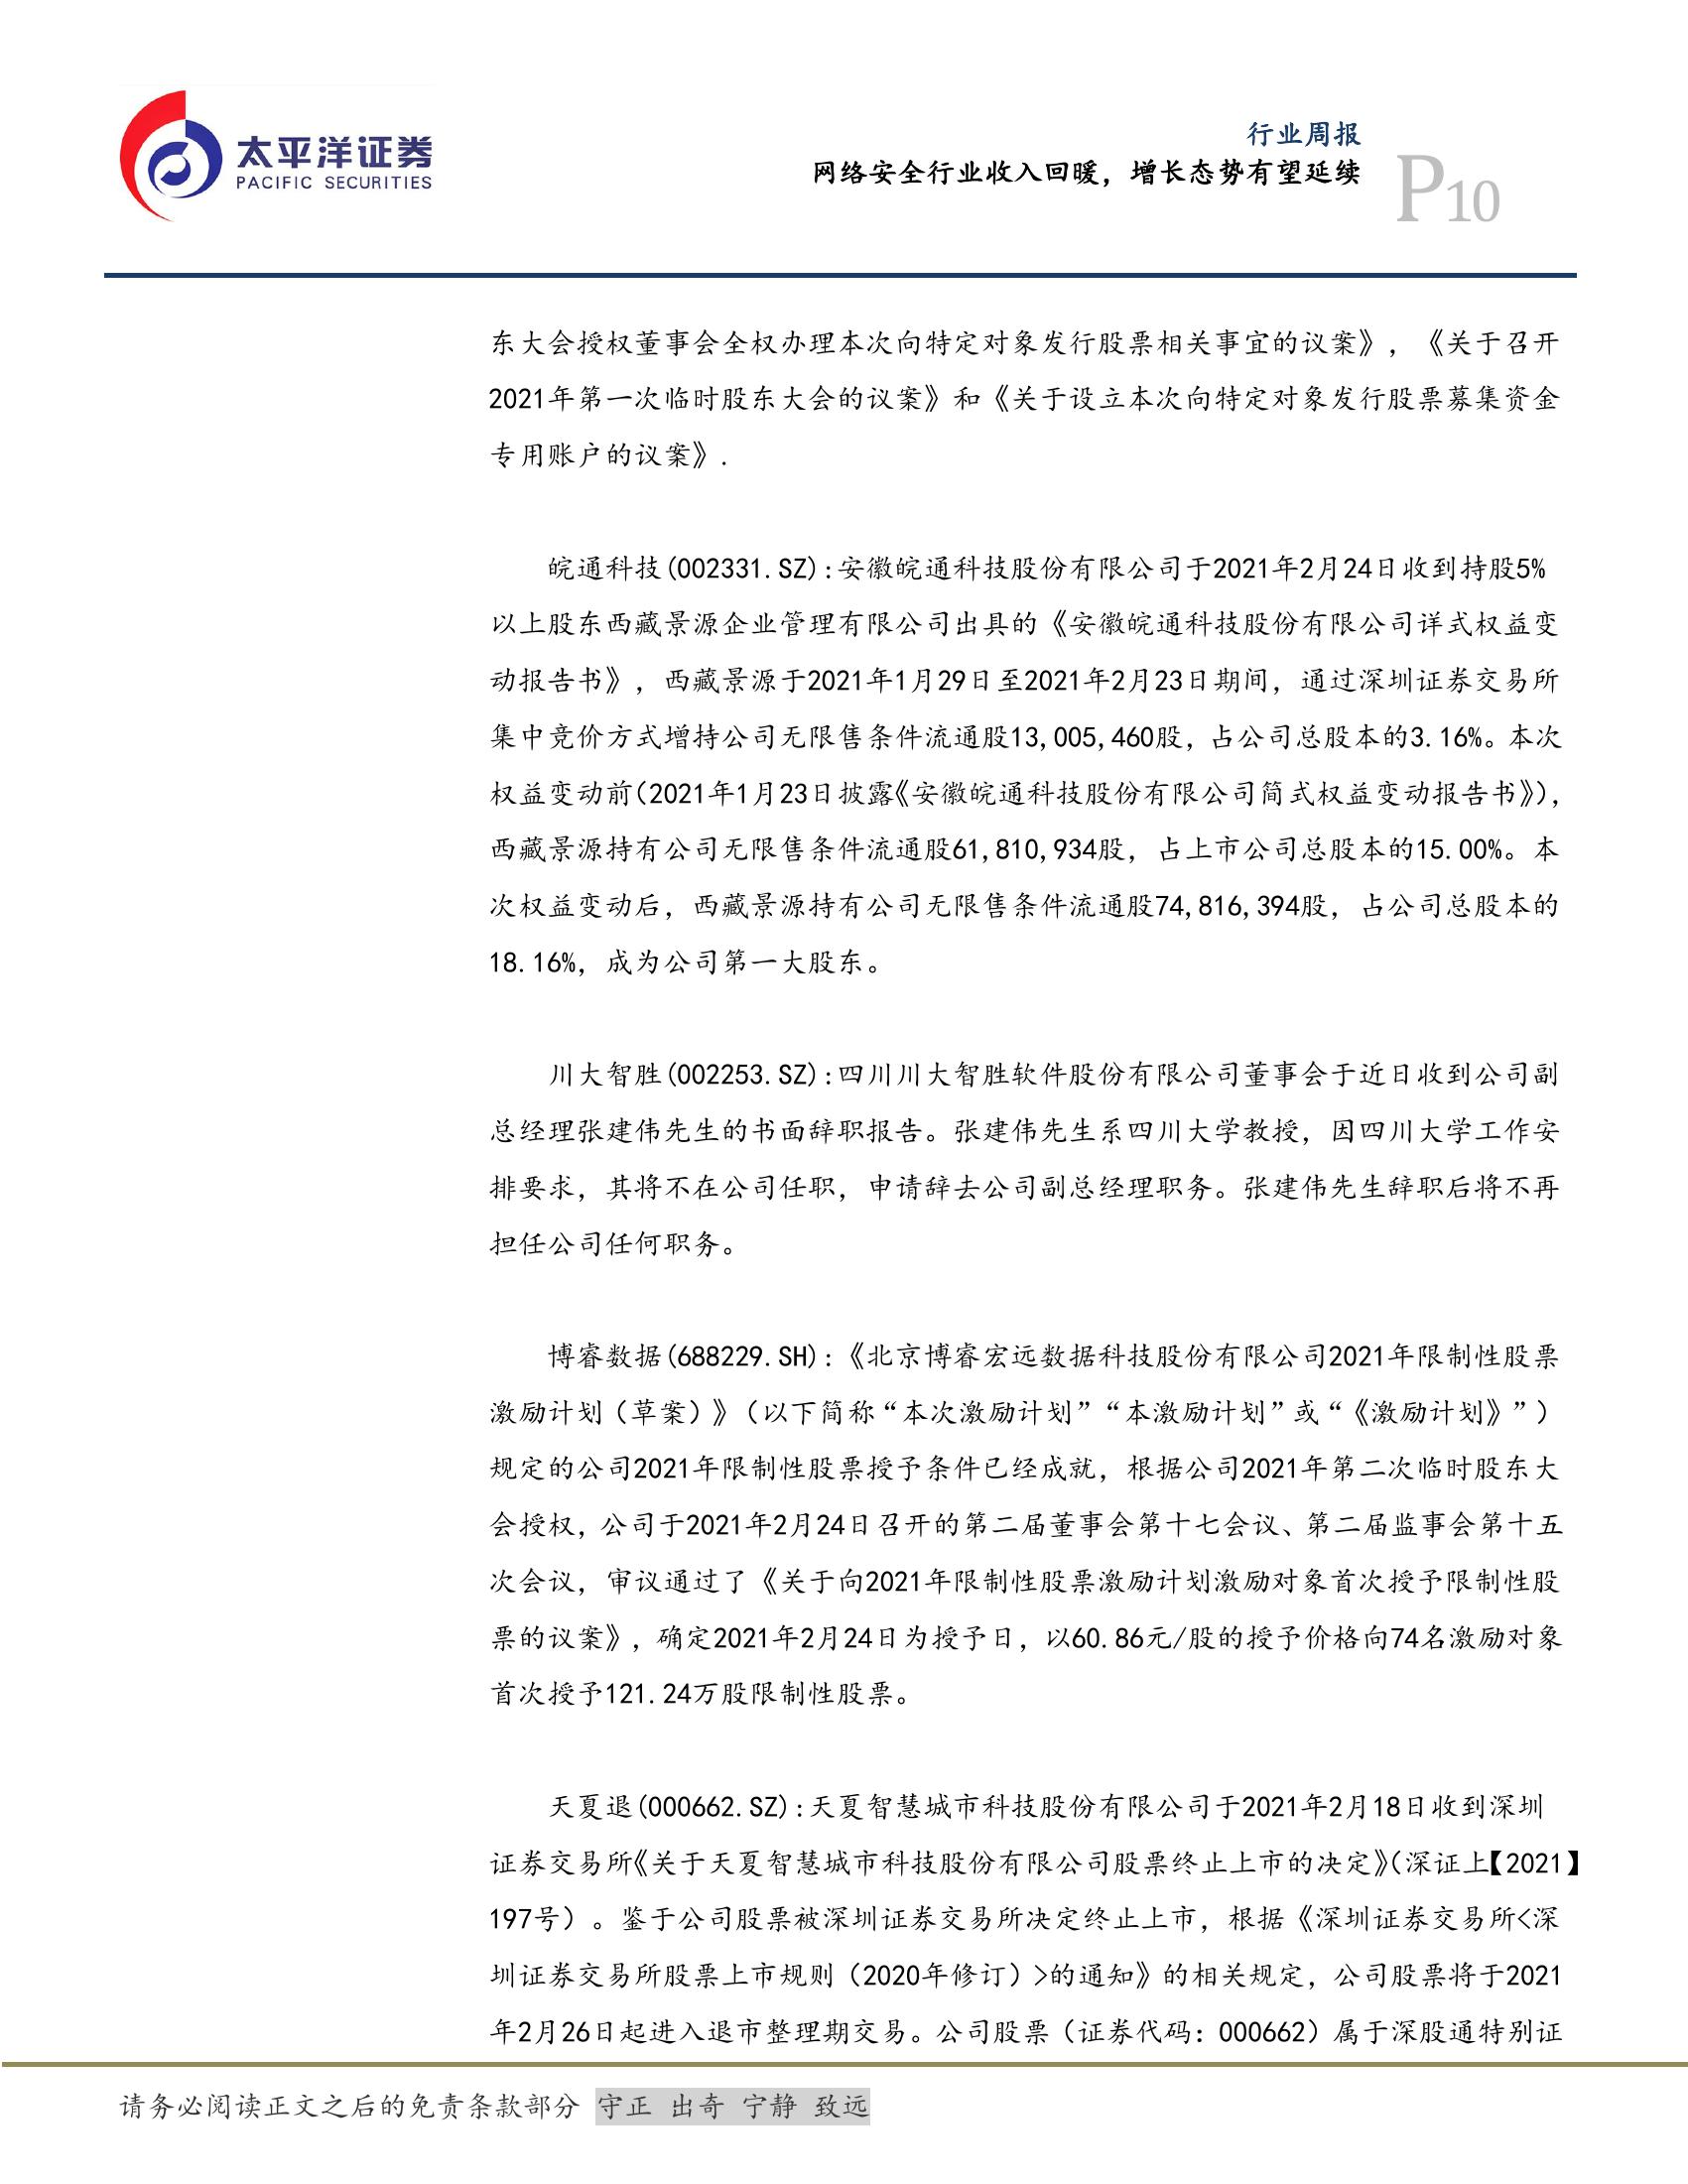 太平洋证券
PACIFIC SECURITIES
行业周报
网络安全行业收入回暖，增长态势有望延续
P10
东大会授权董事会全权办理本次向特定对象发行股票相关事宜的议案》，《关于召开
2021年第一次临时股东大会的议案》和《关于设立本次向特定对象发行股票募集资金
专用账户的议案》.
皖通科技(002331.SZ):安徽皖通科技股份有限公司于2021年2月24日收到持股5%
以上股东西藏景源企业管理有限公司出具的《安徽皖通科技股份有限公司详式权益变
动报告书》，西藏景源于2021年1月29日至2021年2月23日期间，通过深圳证券交易所
集中竞价方式增持公司无限售条件流通股13,005,460股，占公司总股本的3.16%。本次
权益变动前（2021年1月23日披露《安徽皖通科技股份有限公司简式权益变动报告书》），
西藏景源持有公司无限售条件流通股61,810,934股，占上市公司总股本的15.00%。本
次权益变动后，西藏景源持有公司无限售条件流通股74,816,394股，占公司总股本的
18.16%，成为公司第一大股东。
川大智胜(002253.SZ):四川川大智胜软件股份有限公司董事会于近日收到公司副
总经理张建伟先生的书面辞职报告。张建伟先生系四川大学教授，因四川大学工作安
排要求，其将不在公司任职，申请辞去公司副总经理职务。张建伟先生辞职后将不再
担任公司任何职务。
博睿数据(688229.SH):《北京博睿宏远数据科技股份有限公司2021年限制性股票
激励计划（草案）》（以下简称“本次激励计划”“本激励计划”或“《激励计划》”）
规定的公司2021年限制性股票授予条件已经成就，根据公司2021年第二次临时股东大
会授权，公司于2021年2月24日召开的第二届董事会第十七会议、第二届监事会第十五
次会议，审议通过了《关于向2021年限制性股票激励计划激励对象首次授予限制性股
票的议案》，确定2021年2月24日为授予日，以60.86元/股的授予价格向74名激励对象
首次授予121.24万股限制性股票。
天夏退(000662.SZ):天夏智慧城市科技股份有限公司于2021年2月18日收到深圳
证券交易所《关于天夏智慧城市科技股份有限公司股票终止上市的决定》（深证上【2021】
197号）。鉴于公司股票被深圳证券交易所决定终止上市，根据《深圳证券交易所<深
圳证券交易所股票上市规则（2020年修订）>的通知》的相关规定，公司股票将于2021
年2月26日起进入退市整理期交易。公司股票（证券代码：000662）属于深股通特别证
请务必阅读正文之后的免责条款部分 守正 出奇 宁静 致远